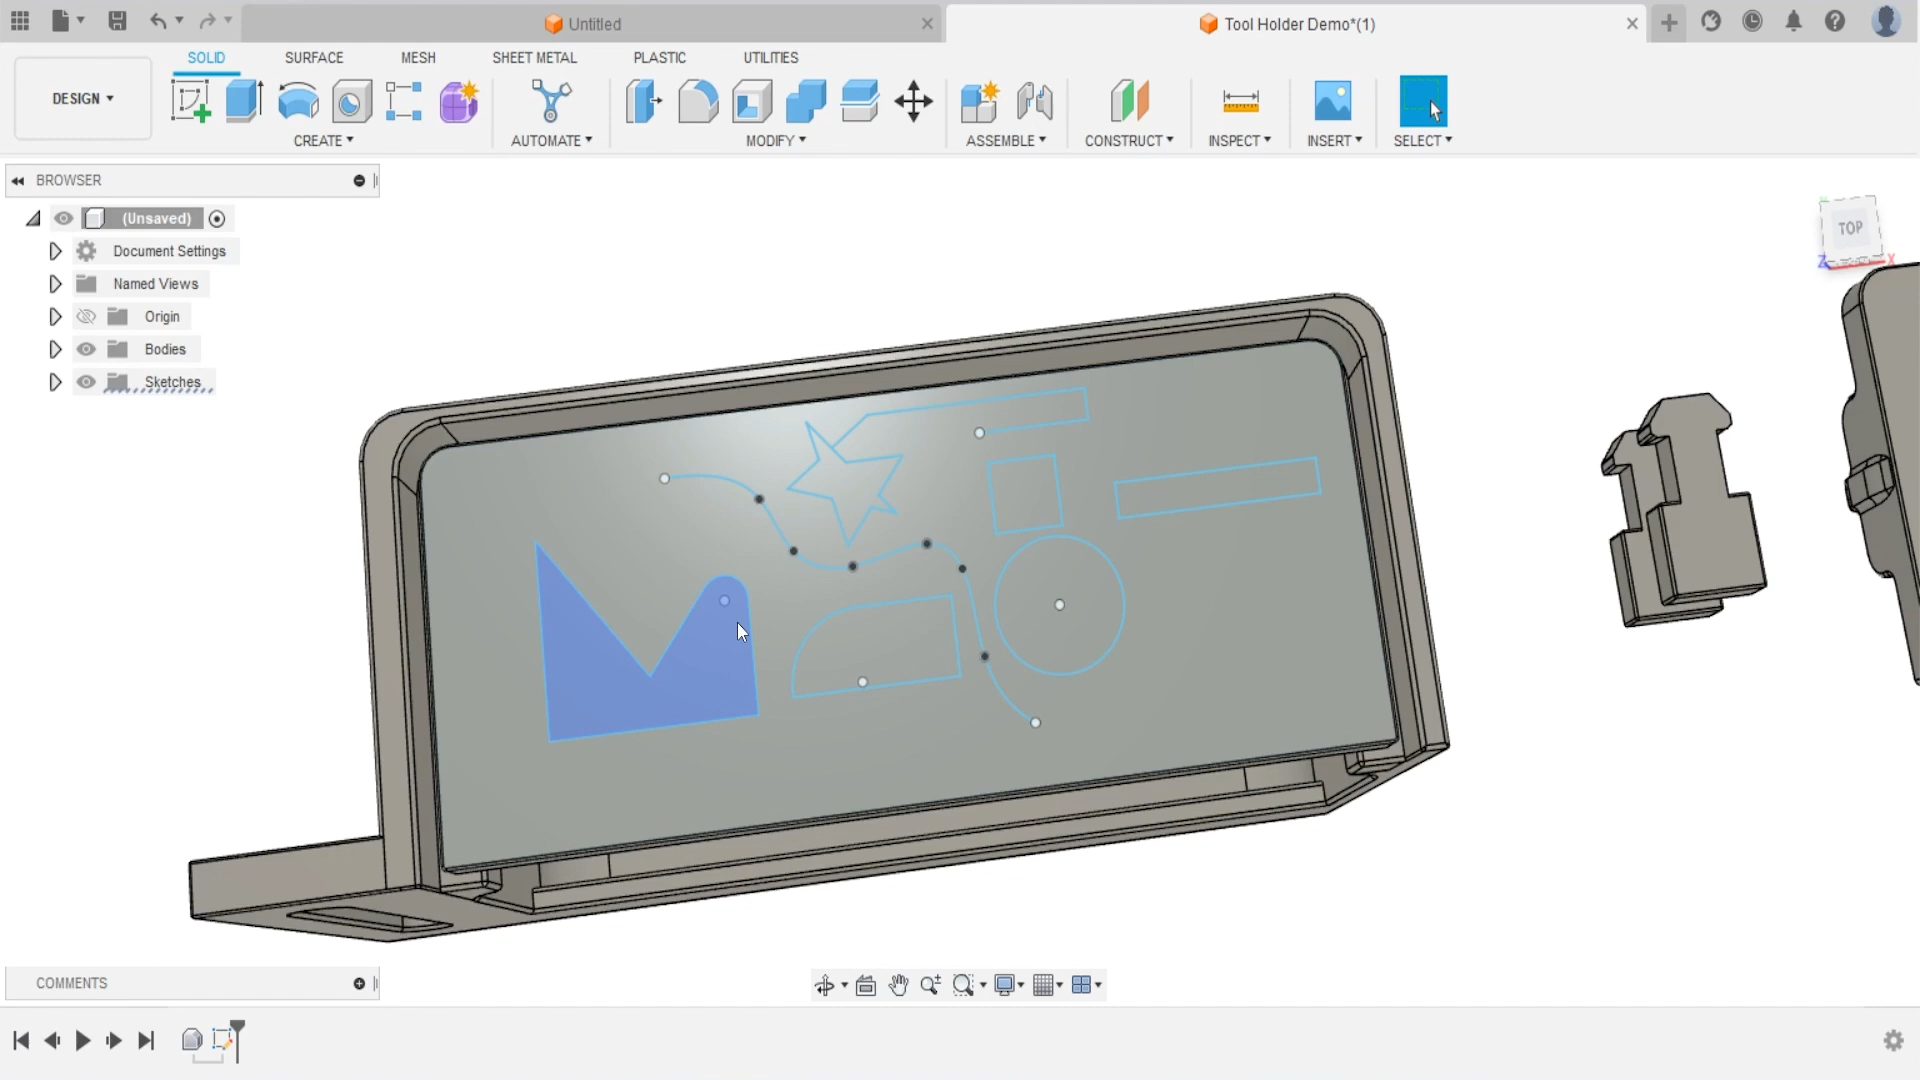 Untitled
Tool Holder Demo*(1)
SOLID SURFACE MESH SHEET METAL PLASTIC UTILITIES
DESIGN
CREATE AUTOMATE MODIFY ASSEMBLE CONSTRUCT INSPECT INSERT SELECT
BROWSER
(Unsaved)
Document Settings
Named Views
Origin
Bodies
Sketches
TOP
Z X
COMMENTS